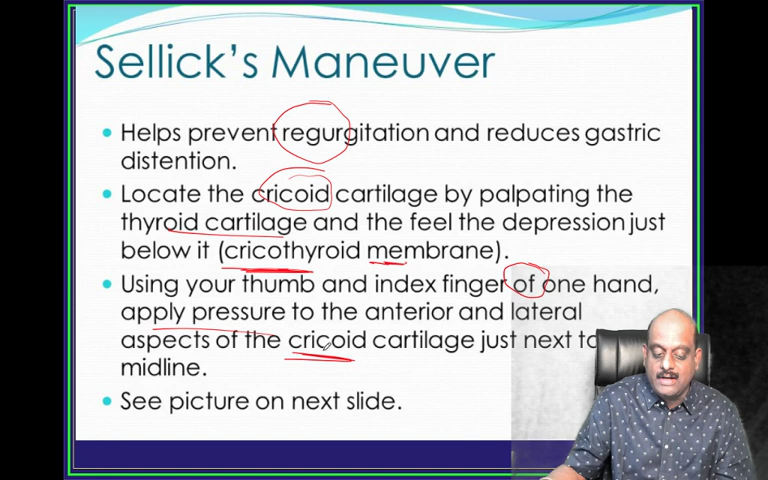 Sellick's Maneuver
• Helps prevent regurgitation and reduces gastric
distention.
• Locate the cricoid cartilage by palpating the
thyroid cartilage and the feel the depression just
below it (cricothyroid membrane).
• Using your thumb and index finger of one hand,
apply pressure to the anterior and lateral
aspects of the cricoid cartilage just next to
midline.
• See picture on next slide.